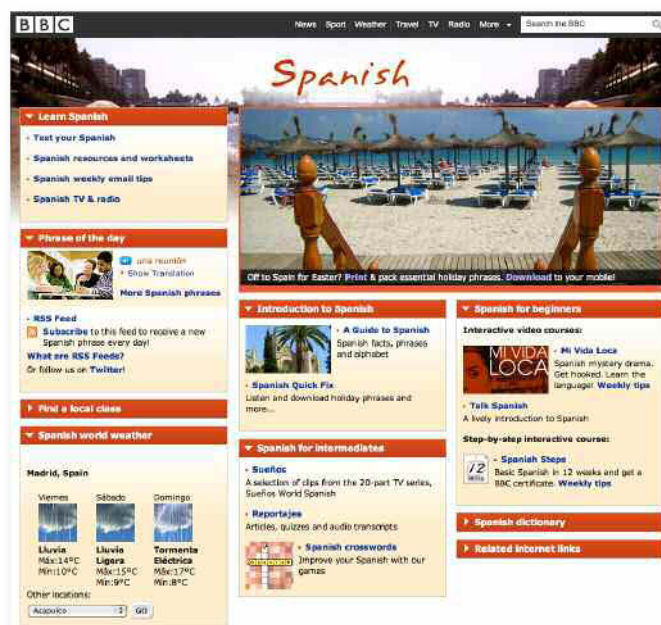 BBC
News Sport Weather Travel TV Radio More Search the BBC
Spanish
Learn Spanish
Test your Spanish
Spanish resources and worksheets
Spanish weekly email tips
Spanish TV & radio
Phrase of the day
una reunión
Show Translation
More Spanish phrases
RSS Feed
Subscribe to this feed to receive a new
Spanish phrase every day!
What are RSS Feeds?
Or follow us on Twitter!
Find a local class
Spanish world weather
Madrid, Spain
Viernes Sábado Domingo
Lluvia Lluvia Tormenta
Ligera Eléctrica
Máx:14ºC Máx:15ºC Máx:17ºC
Mín:10ºC Mín:9ºC Mín:8ºC
Other locations:
Acapulco GO
Off to Spain for Easter? Print & pack essential holiday phrases. Download to your mobile!
Introduction to Spanish
A Guide to Spanish
Spanish facts, phrases
and alphabet
Spanish Quick Fix
Listen and download holiday phrases and
more...
Spanish for intermediates
Sueños
A selection of clips from the 20-part TV series,
Sueños World Spanish
Reportajes
Articles, quizzes and audio transcripts
Spanish crosswords
Improve your Spanish with our
games
Spanish for beginners
Interactive video courses:
MI VIDA
LOCA
Mi Vida Loca
Spanish mystery drama.
Get hooked. Learn the
language! Weekly tips
Talk Spanish
A lively introduction to Spanish
Step-by-step interactive course:
12
Spanish Steps
Basic Spanish in 12 weeks and get a
BBC certificate. Weekly tips
Spanish dictionary
Related internet links